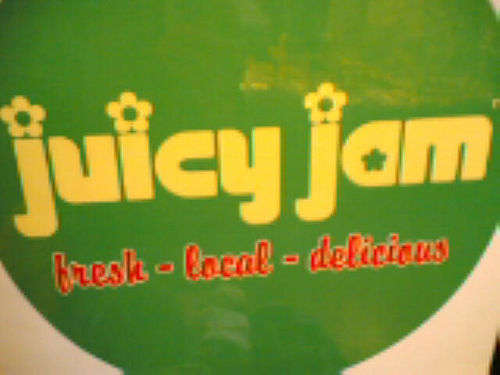 juicy jam
fresh - local - delicious